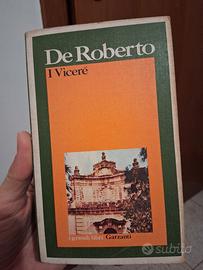 De Roberto
I Viceré
i grandi libri Garzanti
subito